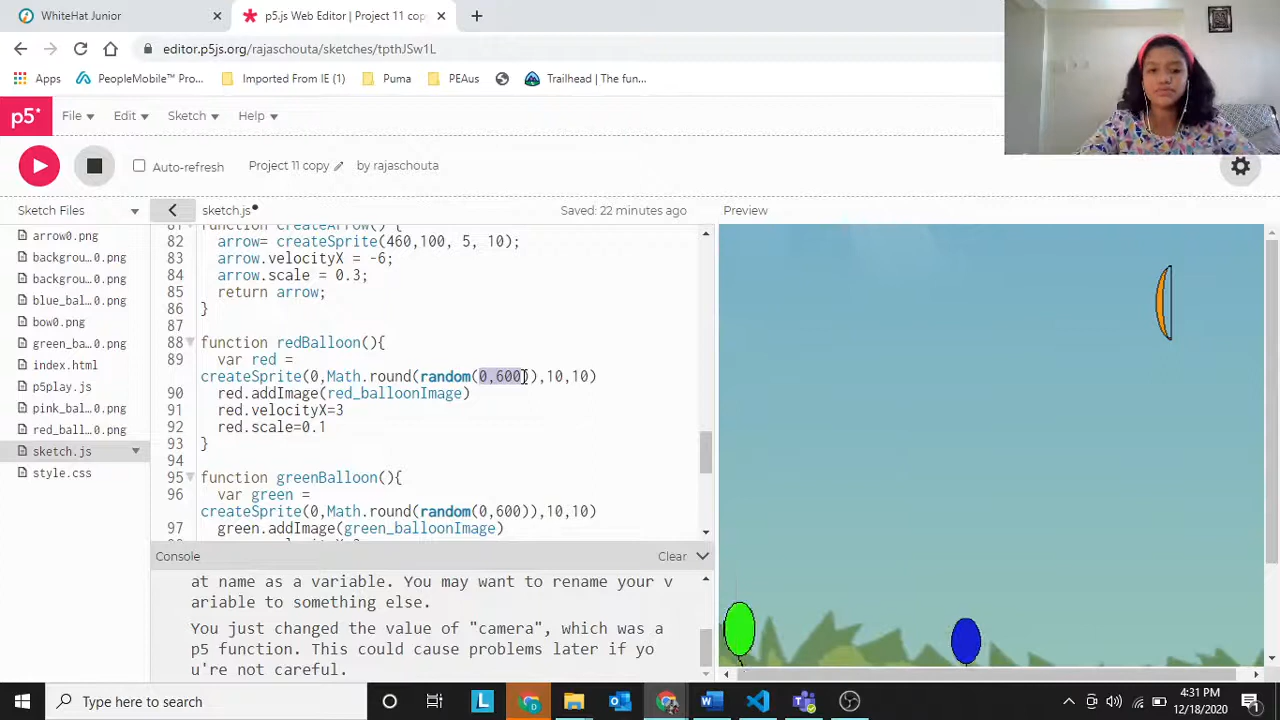 WhiteHat Junior
p5.js Web Editor | Project 11 cop
editor.p5js.org/rajaschouta/sketches/tpthJSw1L
Apps
PeopleMobile™ Pro...
Imported From IE (1)
Puma
PEAus
Trailhead | The fun...
p5*
File
Edit
Sketch
Help
Auto-refresh
Project 11 copy
by rajaschouta
Sketch Files
sketch.js
Saved: 22 minutes ago
Preview
arrow0.png
backgrou...0.png
backgrou...0.png
blue_bal...0.png
bow0.png
green_ba...0.png
index.html
p5play.js
pink_bal...0.png
red_ball...0.png
sketch.js
style.css
81 function createArrow() {
82 arrow= createSprite(460,100, 5, 10);
83 arrow.velocityX = -6;
84 arrow.scale = 0.3;
85 return arrow;
86 }
87
88 function redBalloon(){
89 var red =
createSprite(0,Math.round(random(0,600)),10,10)
90 red.addImage(red_balloonImage)
91 red.velocityX=3
92 red.scale=0.1
93 }
94
95 function greenBalloon(){
96 var green =
createSprite(0,Math.round(random(0,600)),10,10)
97 green.addImage(green_balloonImage)
Console
Clear
at name as a variable. You may want to rename your v
ariable to something else.
You just changed the value of "camera", which was a
p5 function. This could cause problems later if yo
u're not careful.
Type here to search
4:31 PM
12/18/2020